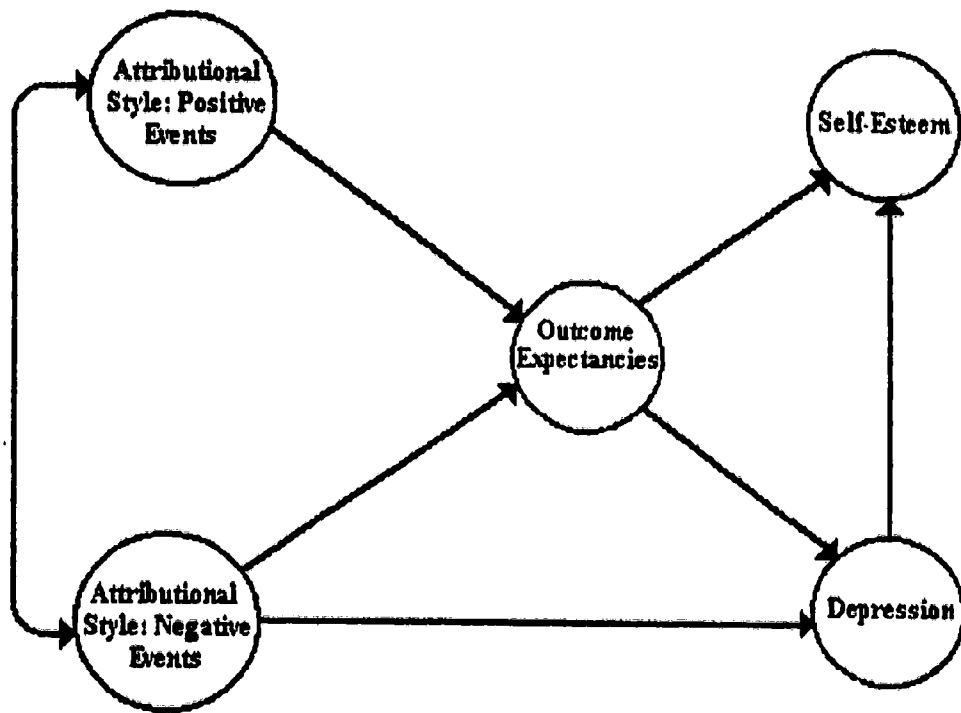 Attributional
Style: Positive
Events
Self-Esteem
Outcome
Expectancies
Attributional
Style: Negative
Events
Depression